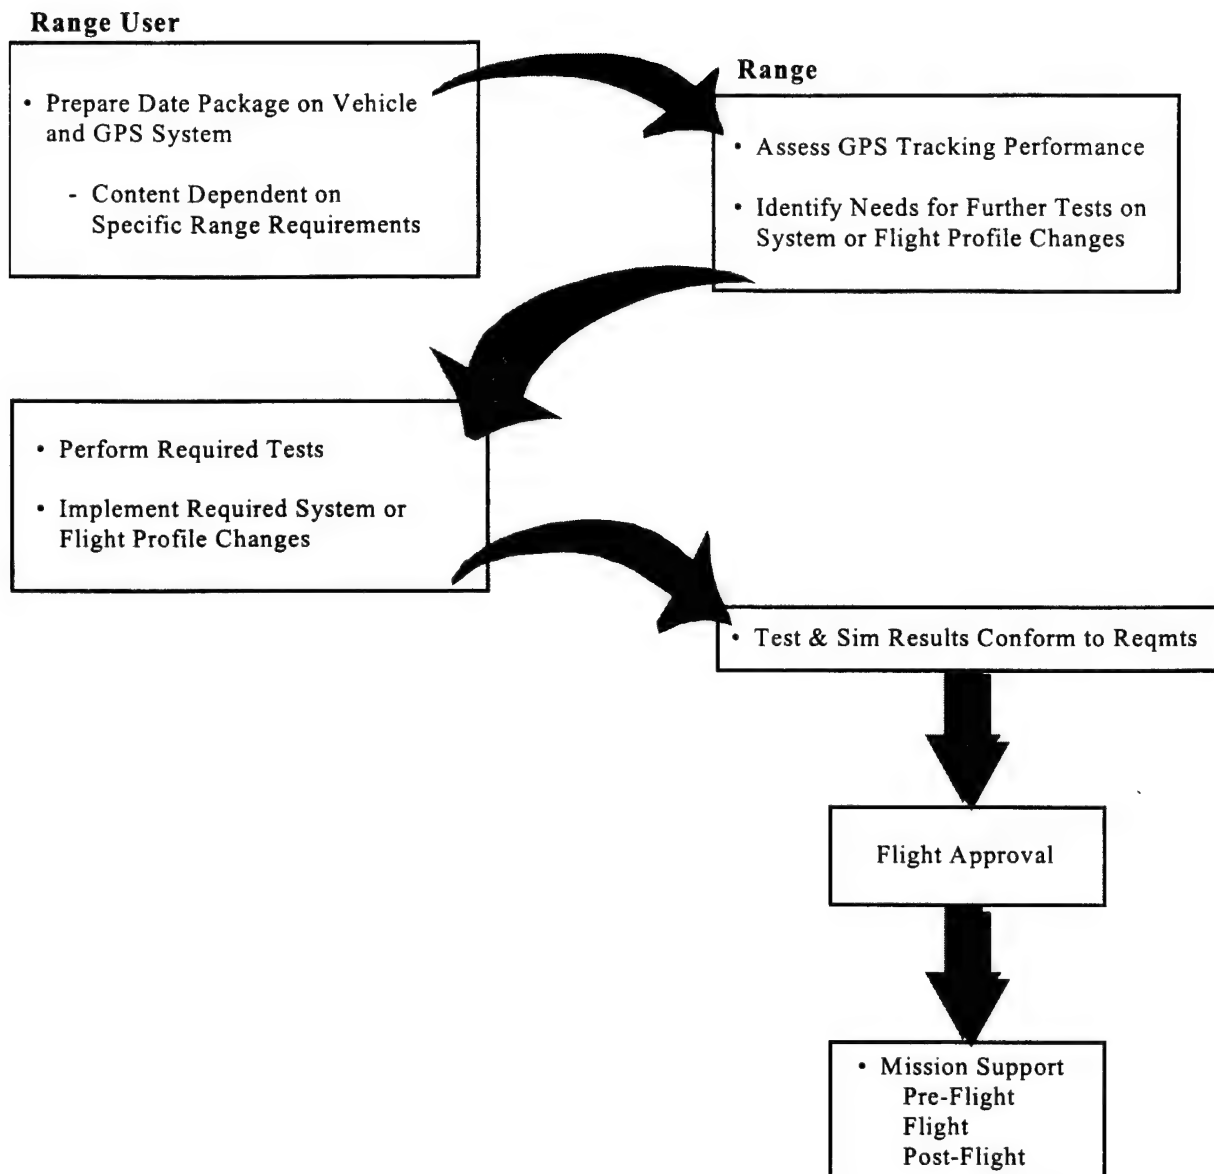 Range User
• Prepare Date Package on Vehicle
and GPS System
- Content Dependent on
Specific Range Requirements
Range
• Assess GPS Tracking Performance
• Identify Needs for Further Tests on
System or Flight Profile Changes
• Perform Required Tests
• Implement Required System or
Flight Profile Changes
• Test & Sim Results Conform to Reqmts
Flight Approval
• Mission Support
Pre-Flight
Flight
Post-Flight